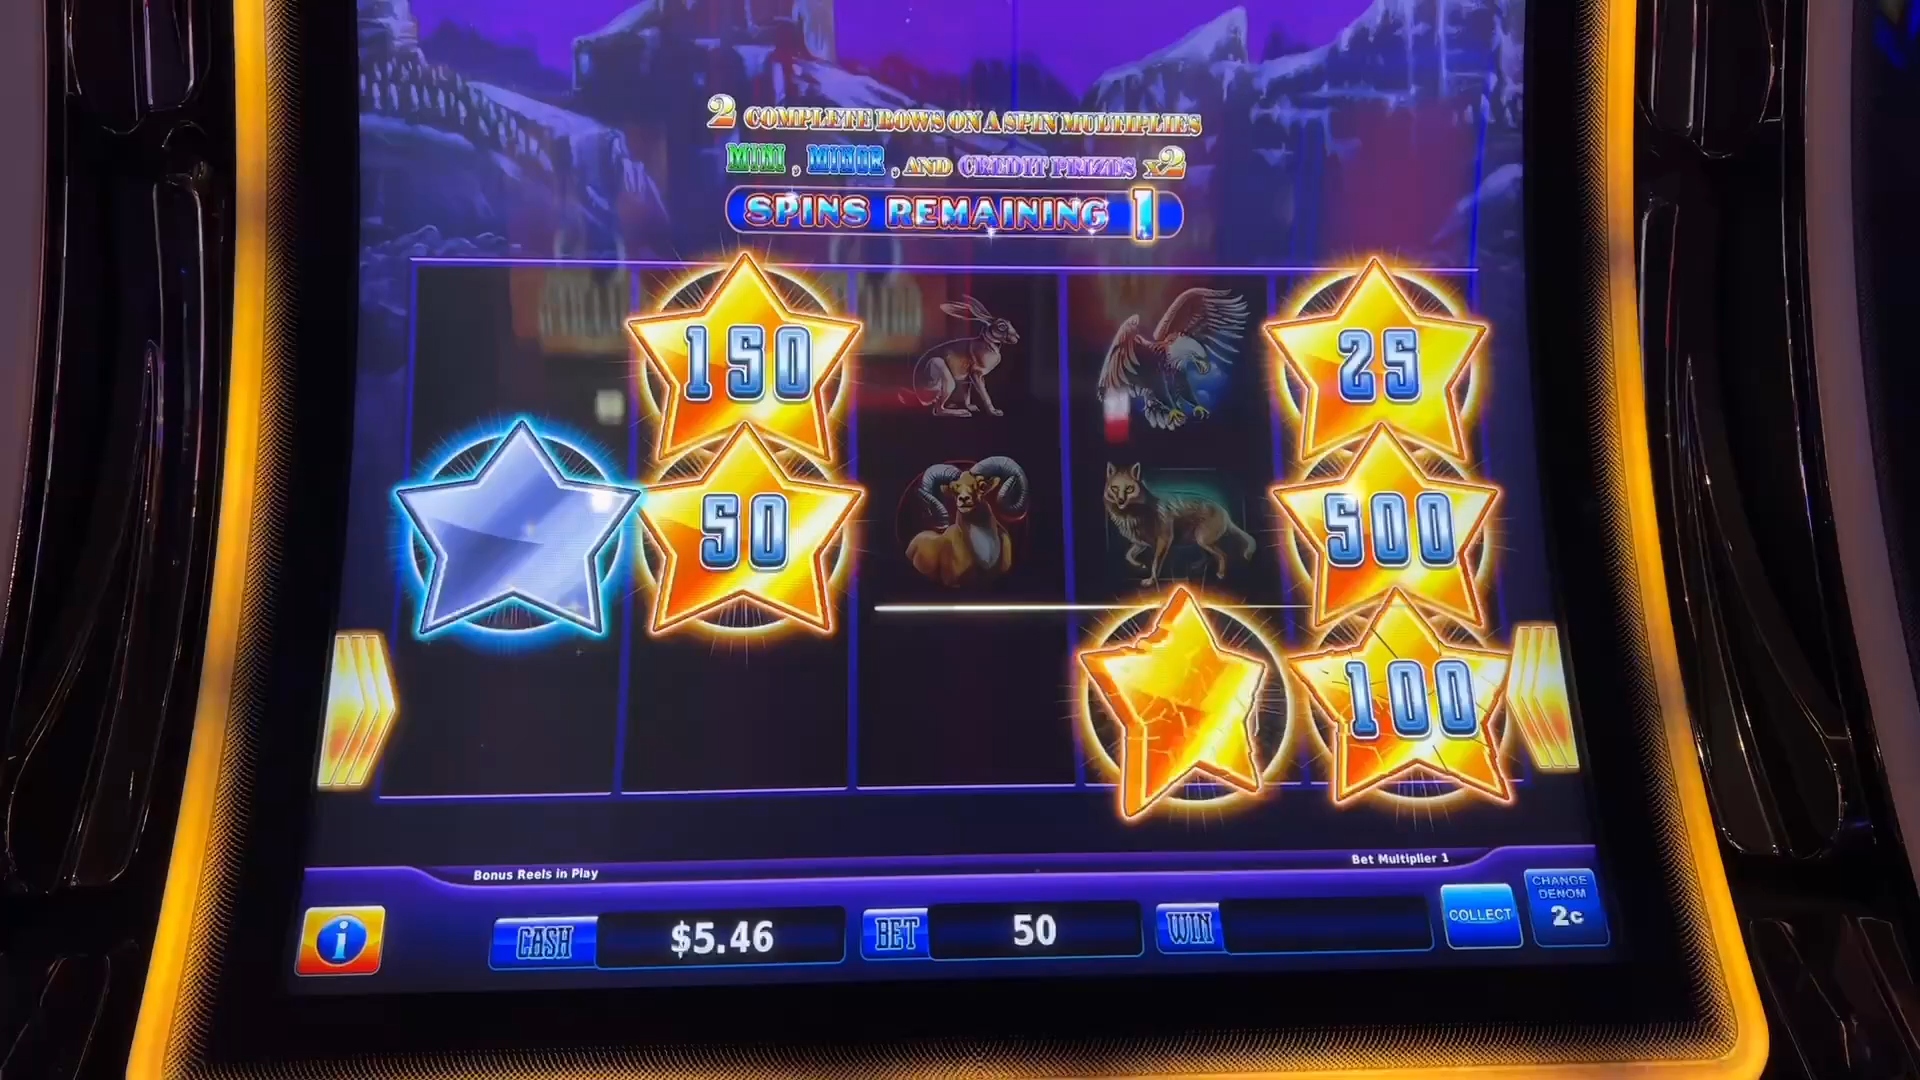 2 COMPLETE ROWS ON A SPIN MULTIPLIES
MINI, MINOR, AND CREDIT PRIZES x2
SPINS REMAINING 1
150
25
50
500
100
Bonus Reels in Play
Bet Multiplier 1
i
CASH
$5.46
BET
50
WIN
COLLECT
CHANGE
DENOM
2¢